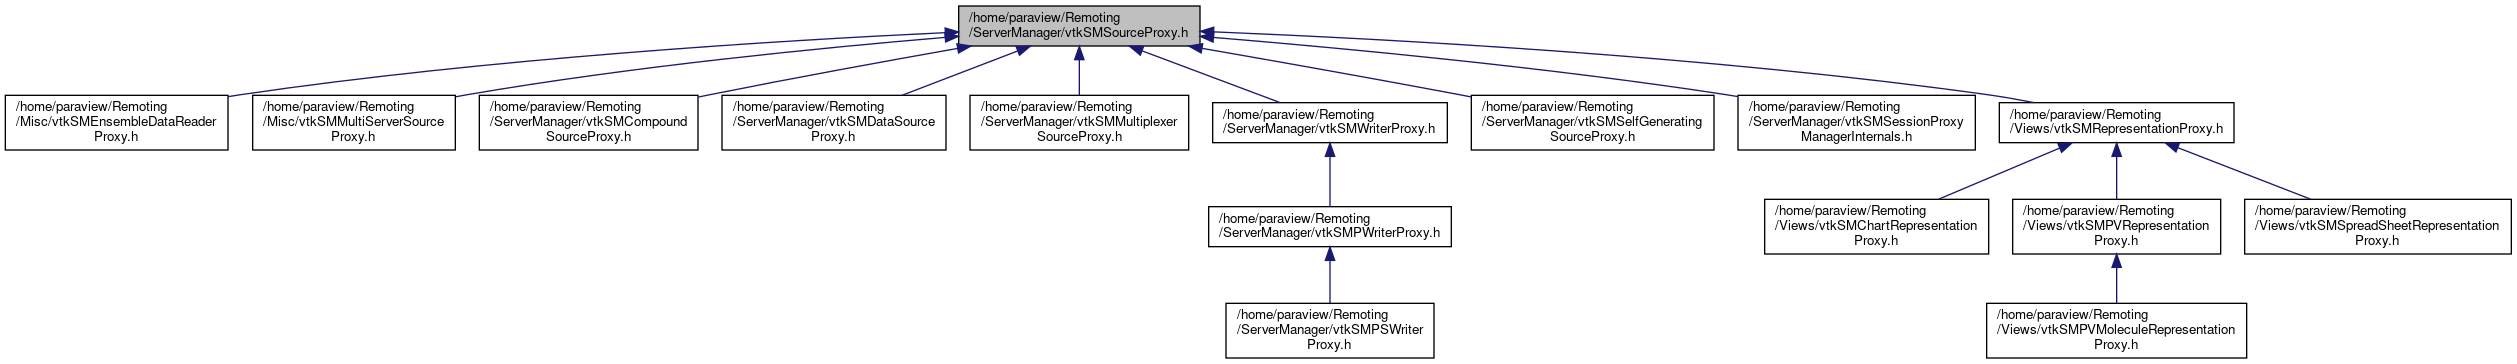 /home/paraview/Remoting
/ServerManager/vtkSMSourceProxy.h
/home/paraview/Remoting
/Misc/vtkSMEnsembleDataReader
Proxy.h
/home/paraview/Remoting
/Misc/vtkSMMultiServerSource
Proxy.h
/home/paraview/Remoting
/ServerManager/vtkSMCompound
SourceProxy.h
/home/paraview/Remoting
/ServerManager/vtkSMDataSource
Proxy.h
/home/paraview/Remoting
/ServerManager/vtkSMMultiplexer
SourceProxy.h
/home/paraview/Remoting
/ServerManager/vtkSMWriterProxy.h
/home/paraview/Remoting
/ServerManager/vtkSMSelfGenerating
SourceProxy.h
/home/paraview/Remoting
/ServerManager/vtkSMSessionProxy
ManagerInternals.h
/home/paraview/Remoting
/Views/vtkSMRepresentationProxy.h
/home/paraview/Remoting
/ServerManager/vtkSMPWriterProxy.h
/home/paraview/Remoting
/Views/vtkSMChartRepresentation
Proxy.h
/home/paraview/Remoting
/Views/vtkSMPVRepresentation
Proxy.h
/home/paraview/Remoting
/Views/vtkSMSpreadSheetRepresentation
Proxy.h
/home/paraview/Remoting
/ServerManager/vtkSMPSWriter
Proxy.h
/home/paraview/Remoting
/Views/vtkSMPVMoleculeRepresentation
Proxy.h